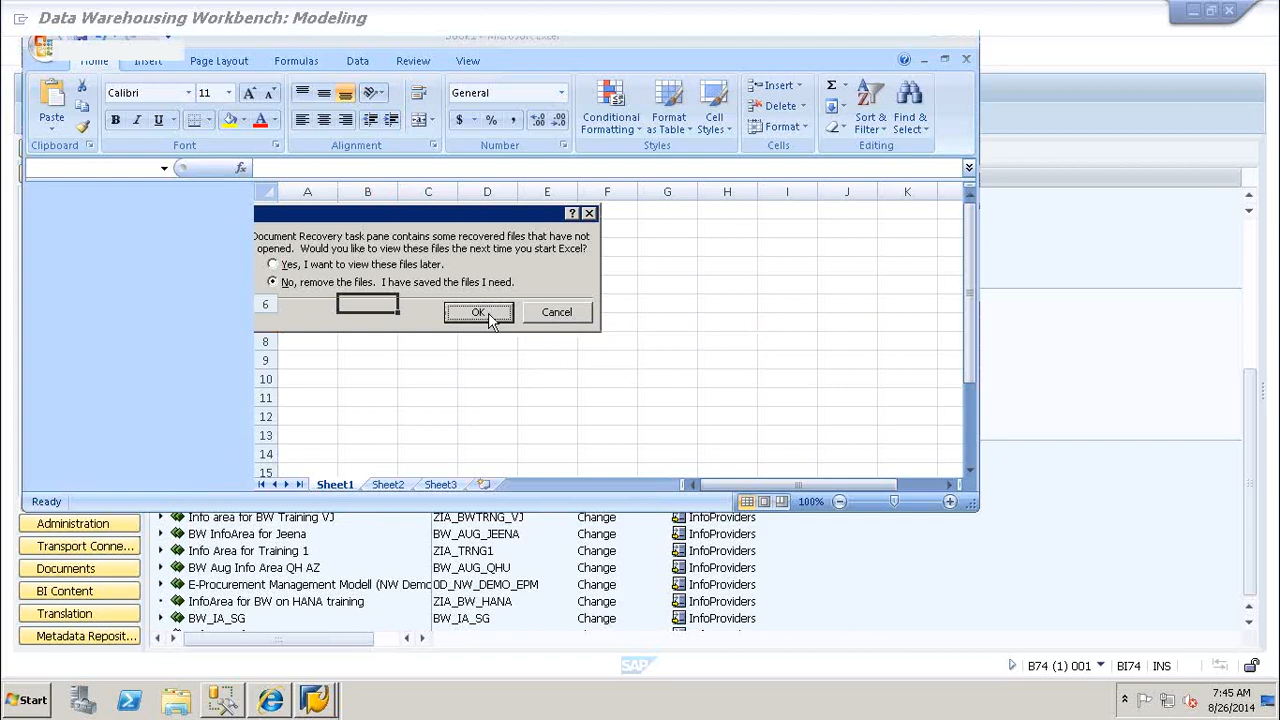 Data Warehousing Workbench: Modeling
Book1 - Microsoft Excel
Home Insert Page Layout Formulas Data Review View
Paste
Clipboard
Calibri 11
B I U
A A
Font
Alignment
General
$ % ,
Number
Conditional Formatting
Format as Table
Cell Styles
Styles
Insert
Delete
Format
Cells
Σ
Sort & Filter
Find & Select
Editing
fx
A B C D E F G H I J K
Document Recovery task pane contains some recovered files that have not
opened. Would you like to view these files the next time you start Excel?
Yes, I want to view these files later.
No, remove the files. I have saved the files I need.
6
OK Cancel
8
9
10
11
12
13
14
15
Sheet1 Sheet2 Sheet3
Ready 100%
Administration
Transport Conne...
Documents
BI Content
Translation
Metadata Reposit...
Info area for BW Training VJ ZIA_BWTRNG_VJ Change InfoProviders
BW InfoArea for Jeena BW_AUG_JEENA Change InfoProviders
Info Area for Training 1 ZIA_TRNG1 Change InfoProviders
BW Aug Info Area QH AZ BW_AUG_QHU Change InfoProviders
E-Procurement Management Modell (NW Demo 0D_NW_DEMO_EPM Change InfoProviders
InfoArea for BW on HANA training ZIA_BW_HANA Change InfoProviders
BW_IA_SG BW_IA_SG Change InfoProviders
SAP
B74 (1) 001 BI74 INS
Start
7:45 AM
8/26/2014